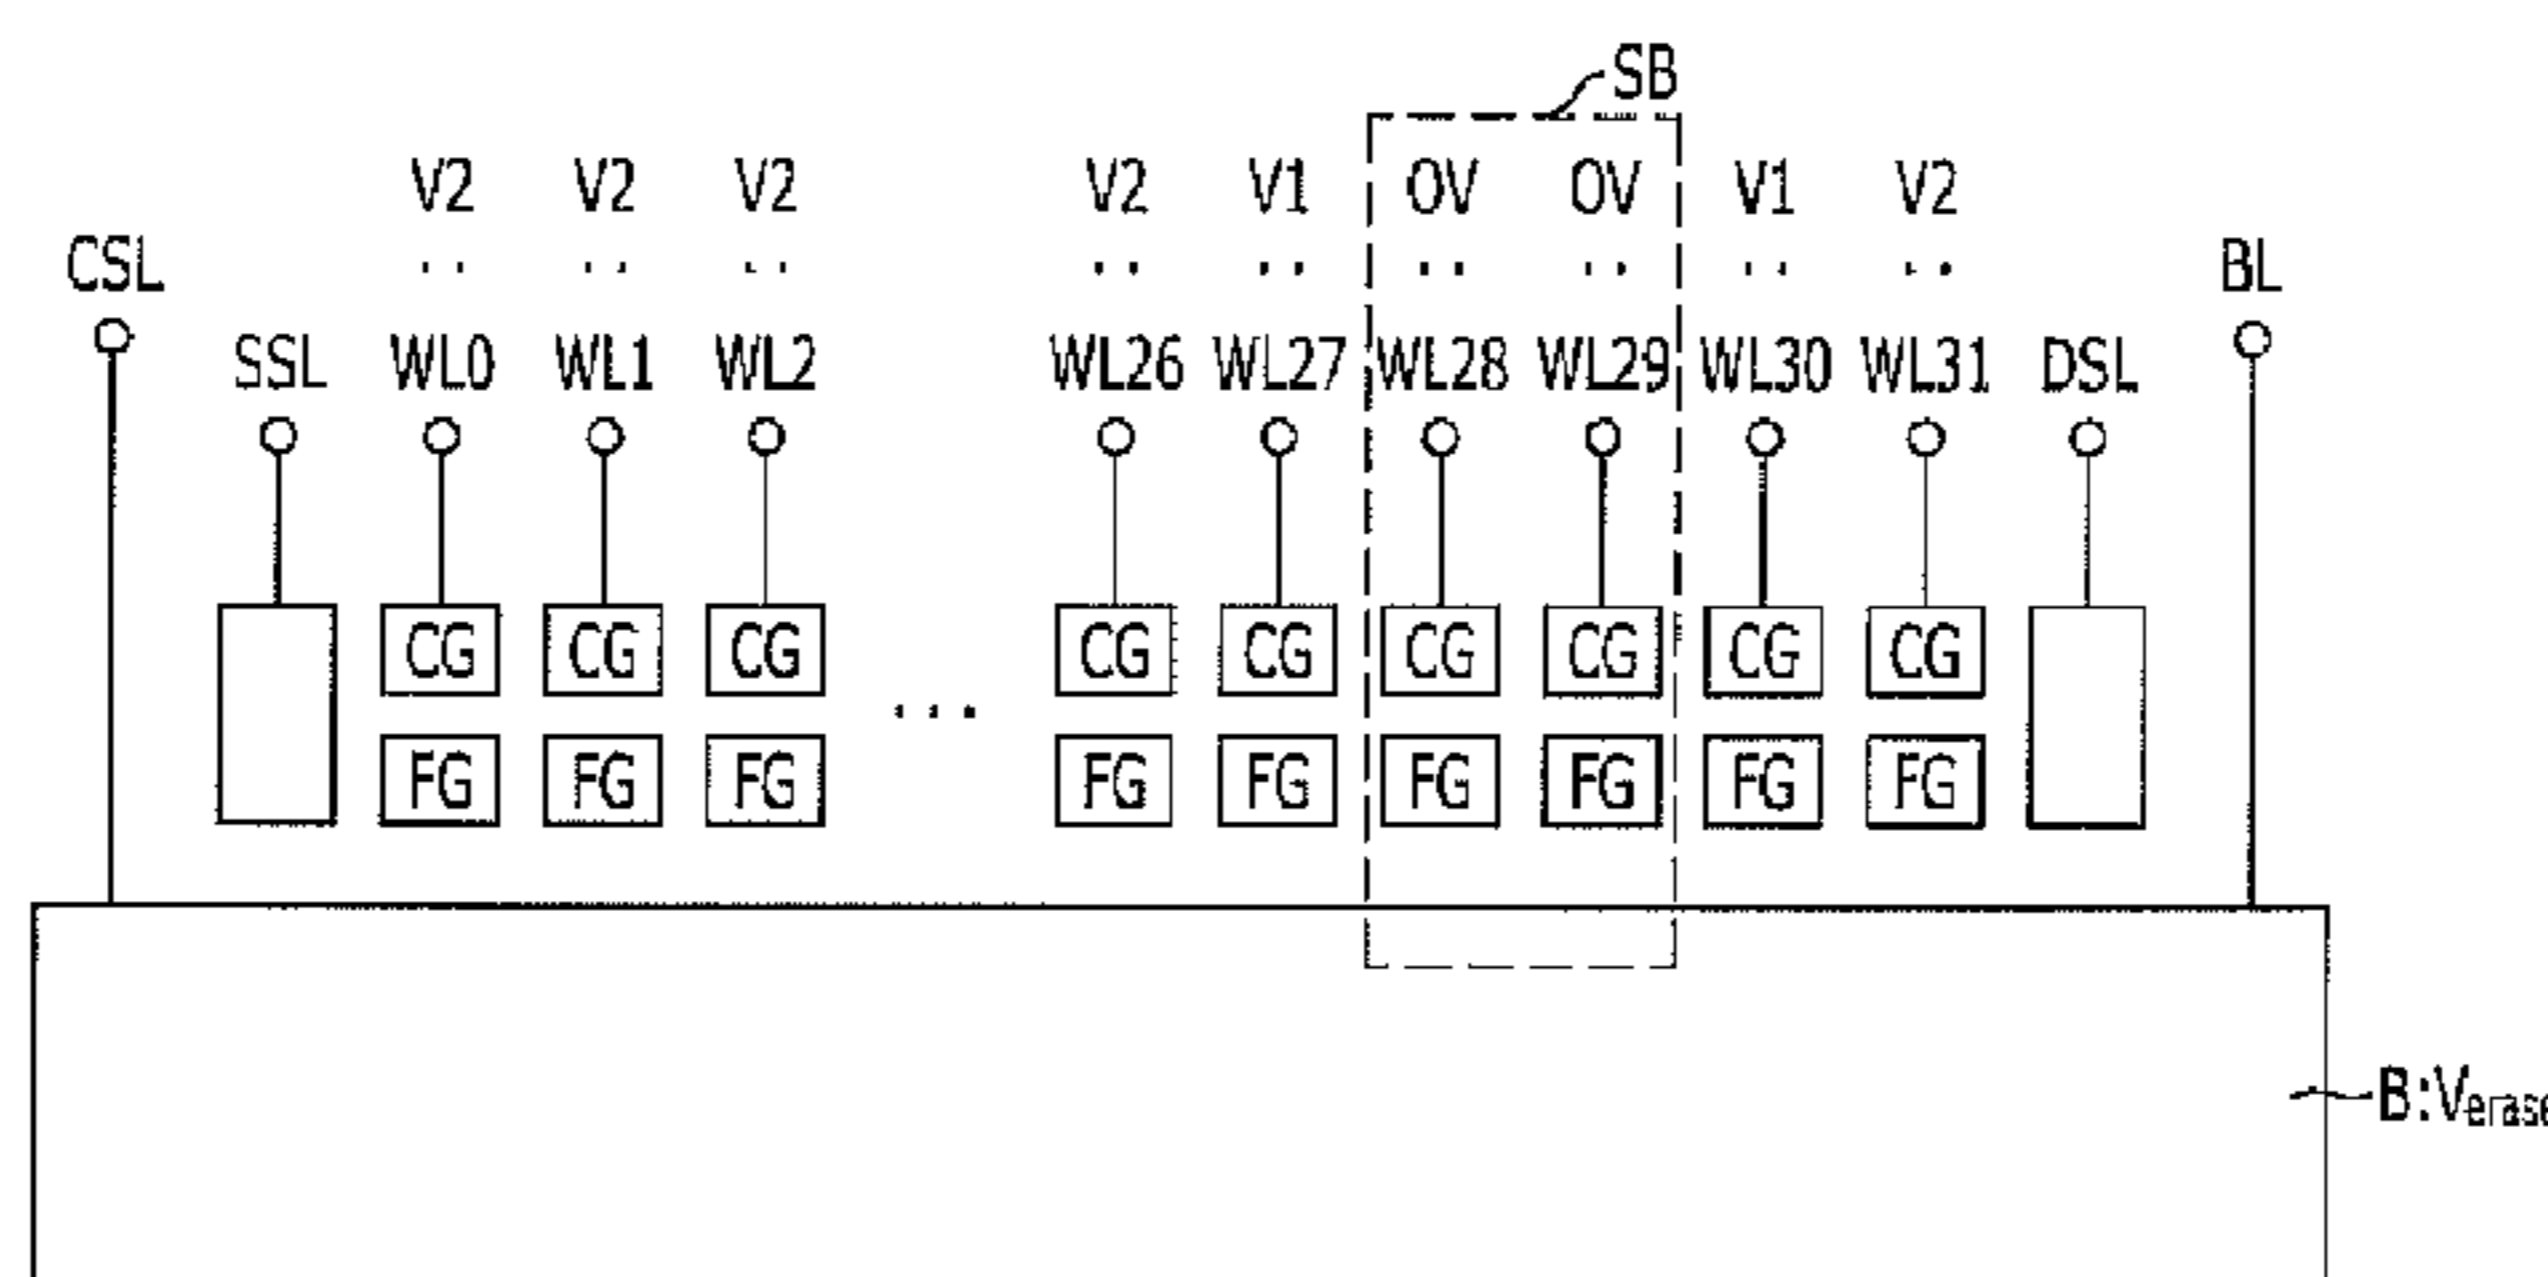 SB
V2 V2 V2 V2 V1 OV OV V1 V2
CSL BL
SSL WL0 WL1 WL2 WL26 WL27 WL28 WL29 WL30 WL31 DSL
CG CG CG CG CG CG CG CG CG
...
FG FG FG FG FG FG FG FG FG
B:Verase